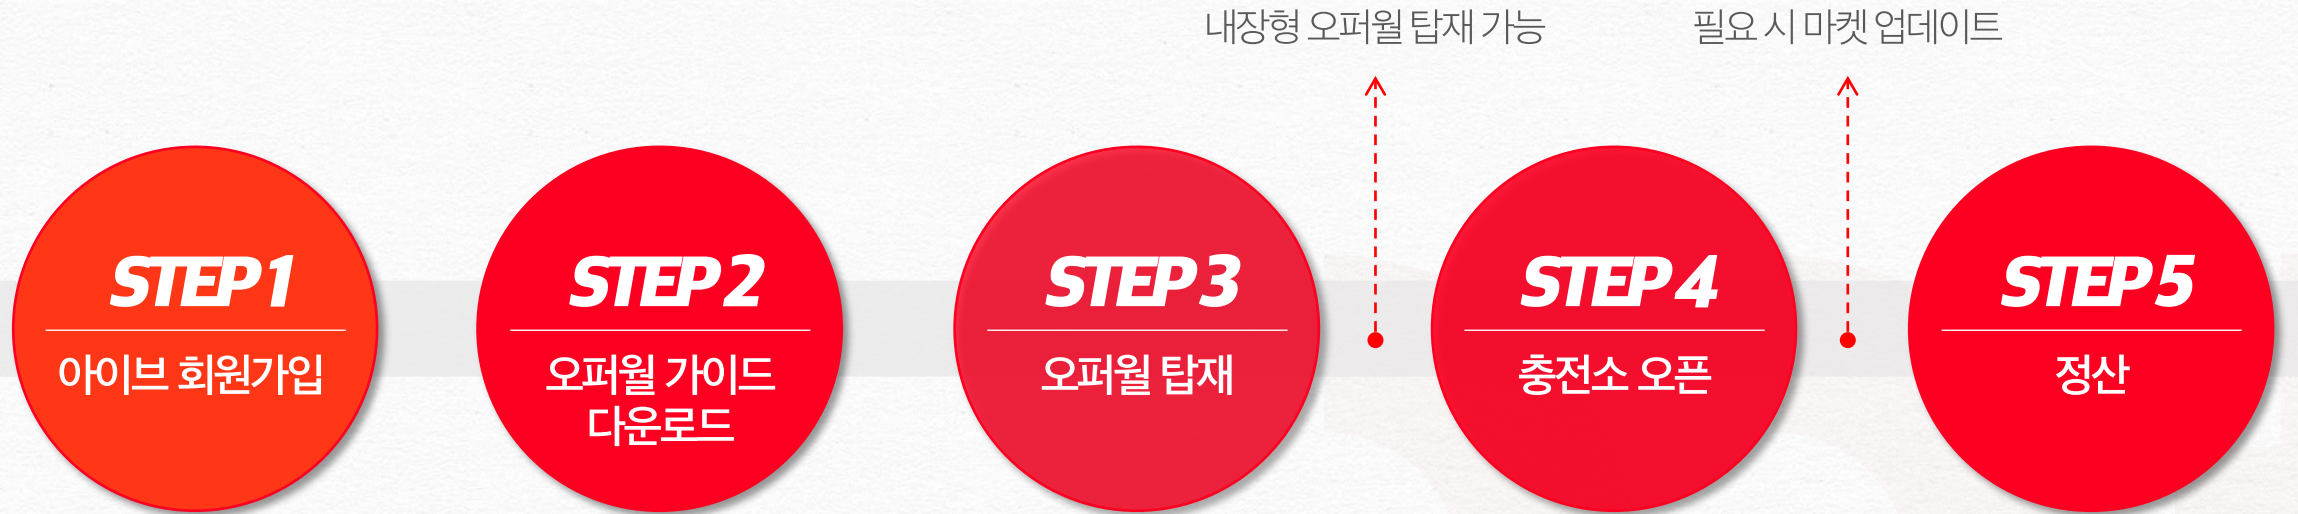 내장형 오퍼월 탑재 가능
필요 시 마켓 업데이트
STEP 1
아이브 회원가입
STEP 2
오퍼월 가이드
다운로드
STEP 3
오퍼월 탑재
STEP 4
충전소 오픈
STEP 5
정산